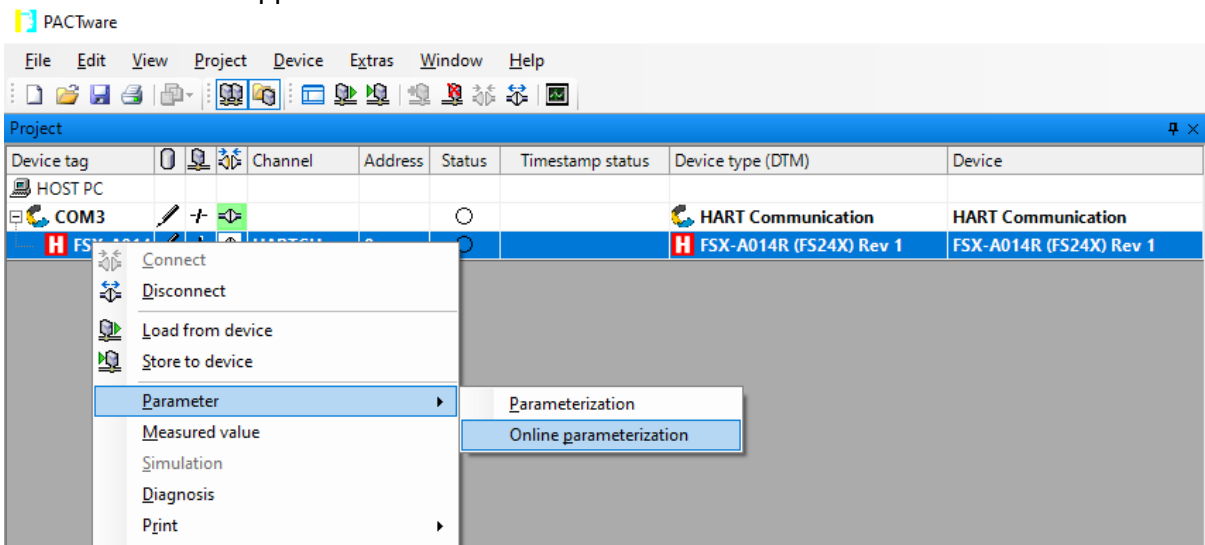 PACTware
File Edit View Project Device Extras Window Help
Project
Device tag Channel Address Status Timestamp status Device type (DTM) Device
HOST PC
COM3 HART Communication HART Communication
H H FSX-A014R (FS24X) Rev 1 FSX-A014R (FS24X) Rev 1
Connect
Disconnect
Load from device
Store to device
Parameter Parameterization
Measured value Online parameterization
Simulation
Diagnosis
Print